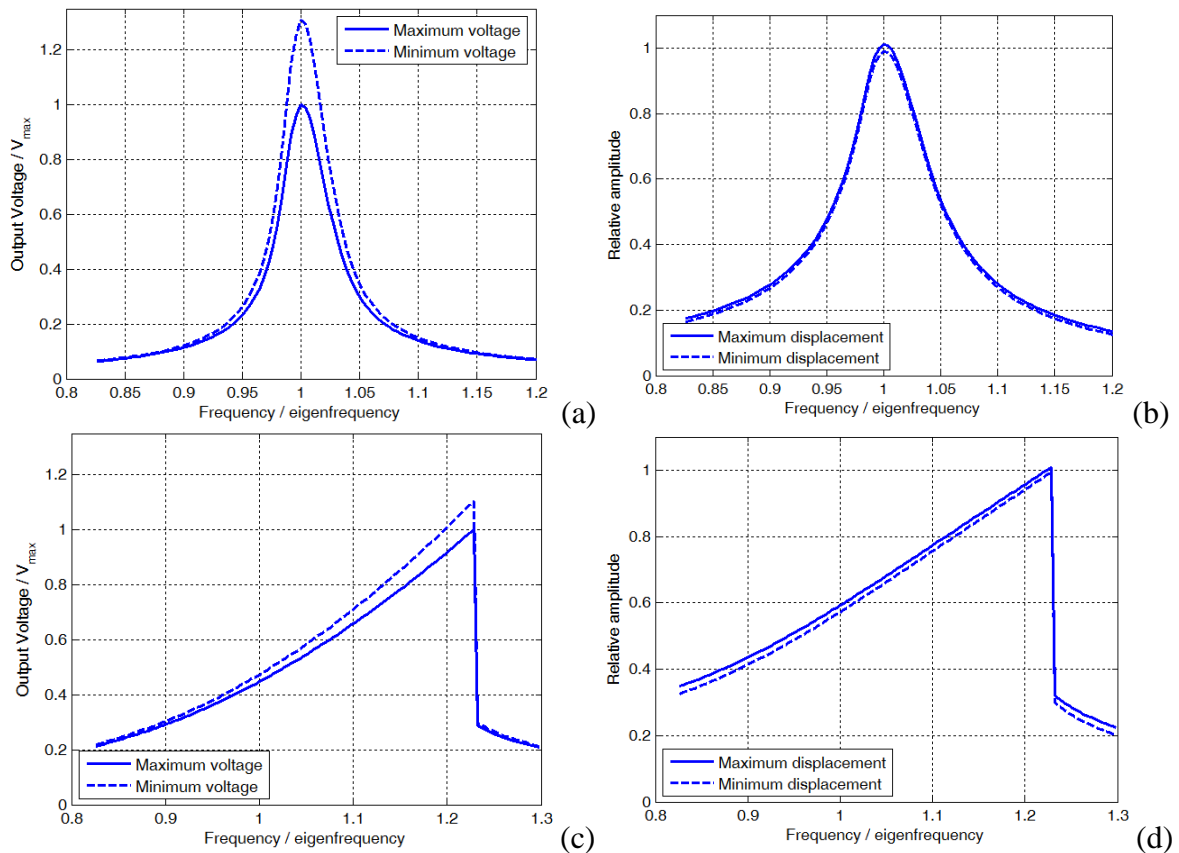 Maximum voltage
Minimum voltage
Output Voltage / Vmax
1.2
1
0.8
0.6
0.4
0.2
0
0.8 0.85 0.9 0.95 1 1.05 1.1 1.15 1.2
Frequency / eigenfrequency
(a)
Relative amplitude
1
0.8
0.6
0.4
0.2
0
Maximum displacement
Minimum displacement
0.8 0.85 0.9 0.95 1 1.05 1.1 1.15 1.2
Frequency / eigenfrequency
(b)
Output Voltage / Vmax
1.2
1
0.8
0.6
0.4
0.2
0
Maximum voltage
Minimum voltage
0.8 0.9 1 1.1 1.2 1.3
Frequency / eigenfrequency
(c)
Relative amplitude
1
0.8
0.6
0.4
0.2
0
Maximum displacement
Minimum displacement
0.8 0.9 1 1.1 1.2 1.3
Frequency / eigenfrequency
(d)